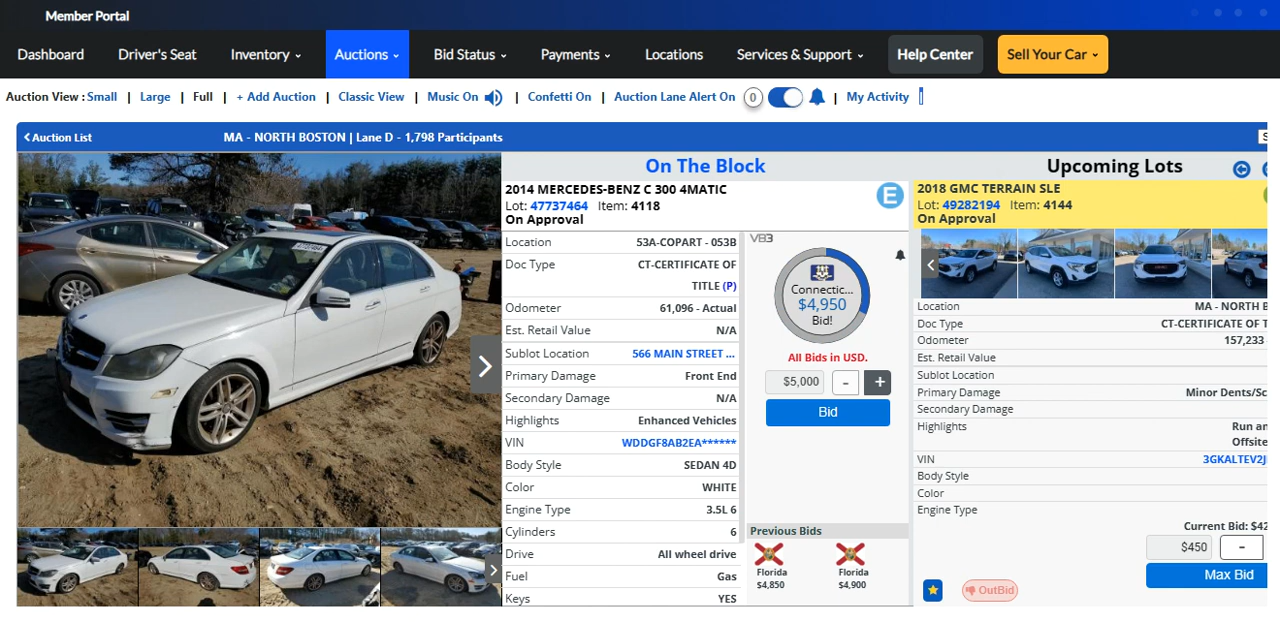 Member Portal
Dashboard Driver's Seat Inventory Auctions Bid Status Payments Locations Services & Support Help Center Sell Your Car
Auction View : Small | Large | Full | + Add Auction | Classic View | Music On | Confetti On | Auction Lane Alert On 0 | My Activity
Auction List MA - NORTH BOSTON | Lane D - 1,798 Participants
On The Block
2014 MERCEDES-BENZ C 300 4MATIC
Lot: 47737464 Item: 4118
On Approval
E
Location 53A-COPART - 053B
Doc Type CT-CERTIFICATE OF
TITLE (P)
Odometer 61,096 - Actual
Est. Retail Value N/A
Sublot Location 566 MAIN STREET ...
Primary Damage Front End
Secondary Damage N/A
Highlights Enhanced Vehicles
VIN WDDGF8AB2EA******
Body Style SEDAN 4D
Color WHITE
Engine Type 3.5L 6
Cylinders 6
Drive All wheel drive
Fuel Gas
Keys YES
VB3
Connectic...
$4,950
Bid!
All Bids in USD.
$5,000 - +
Bid
Previous Bids
Florida Florida
$4,850 $4,900
Upcoming Lots
2018 GMC TERRAIN SLE
Lot: 49282194 Item: 4144
On Approval
Location MA - NORTH B
Doc Type CT-CERTIFICATE OF T
Odometer 157,233
Est. Retail Value
Sublot Location
Primary Damage Minor Dents/Sc
Secondary Damage
Highlights Run an
Offsite
VIN 3GKALTEV2J
Body Style
Color
Engine Type
Current Bid: $42
$450 -
Max Bid
OutBid